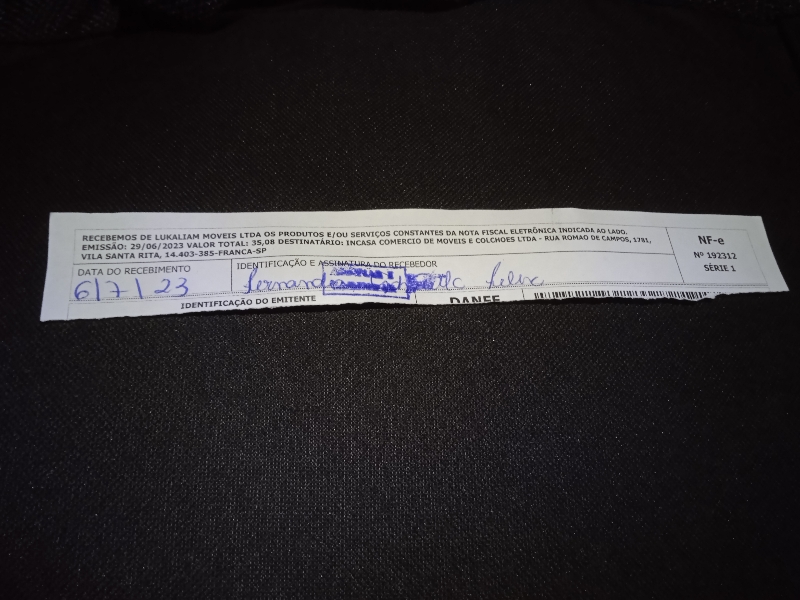 RECEBEMOS DE LUKALIAM MOVEIS LTDA OS PRODUTOS E/OU SERVIÇOS CONSTANTES DA NOTA FISCAL ELETRÔNICA INDICADA AO LADO.
EMISSÃO: 29/06/2023 VALOR TOTAL: 35,08 DESTINATÁRIO: INCASA COMERCIO DE MOVEIS E COLCHOES LTDA - RUA ROMAO DE CAMPOS, 1781,
VILA SANTA RITA, 14.403-385-FRANCA-SP
NF-e
Nº 192312
SÉRIE 1
DATA DO RECEBIMENTO
6/7/23
IDENTIFICAÇÃO E ASSINATURA DO RECEBEDOR
Felix
IDENTIFICAÇÃO DO EMITENTE
DANFE